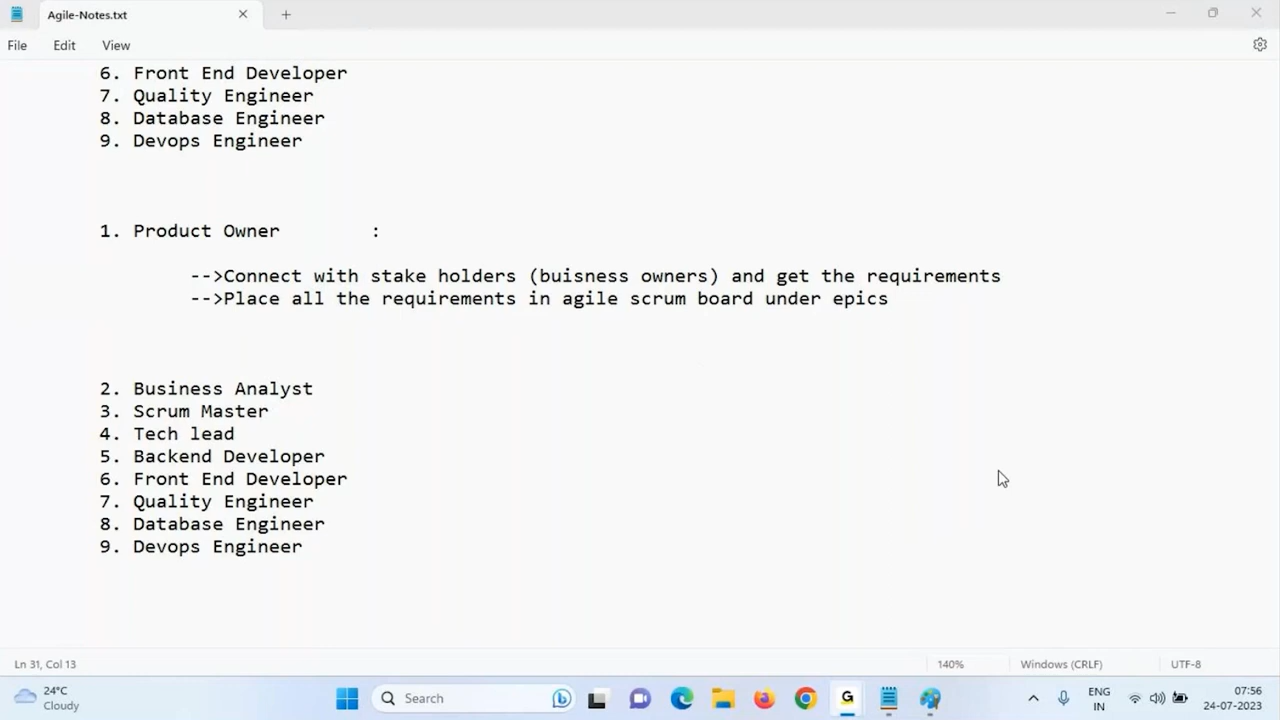 Agile-Notes.txt
File Edit View
6. Front End Developer
7. Quality Engineer
8. Database Engineer
9. Devops Engineer
1. Product Owner :
-->Connect with stake holders (buisness owners) and get the requirements
-->Place all the requirements in agile scrum board under epics
2. Business Analyst
3. Scrum Master
4. Tech lead
5. Backend Developer
6. Front End Developer
7. Quality Engineer
8. Database Engineer
9. Devops Engineer
Ln 31, Col 13 140% Windows (CRLF) UTF-8
24°C
Cloudy
Search
ENG
IN
07:56
24-07-2023